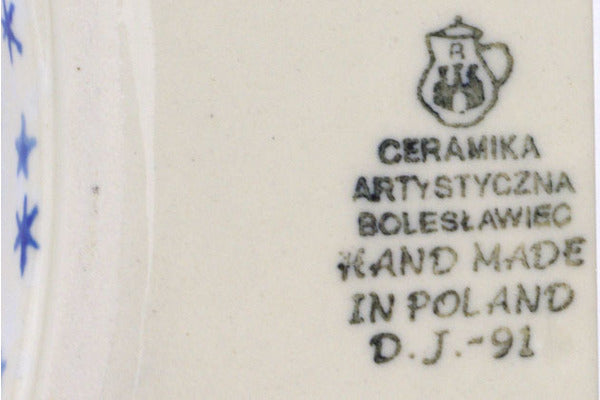 R
CERAMIKA
ARTYSTYCZNA
BOLESŁAWIEC
HAND MADE
IN POLAND
D.J.-91